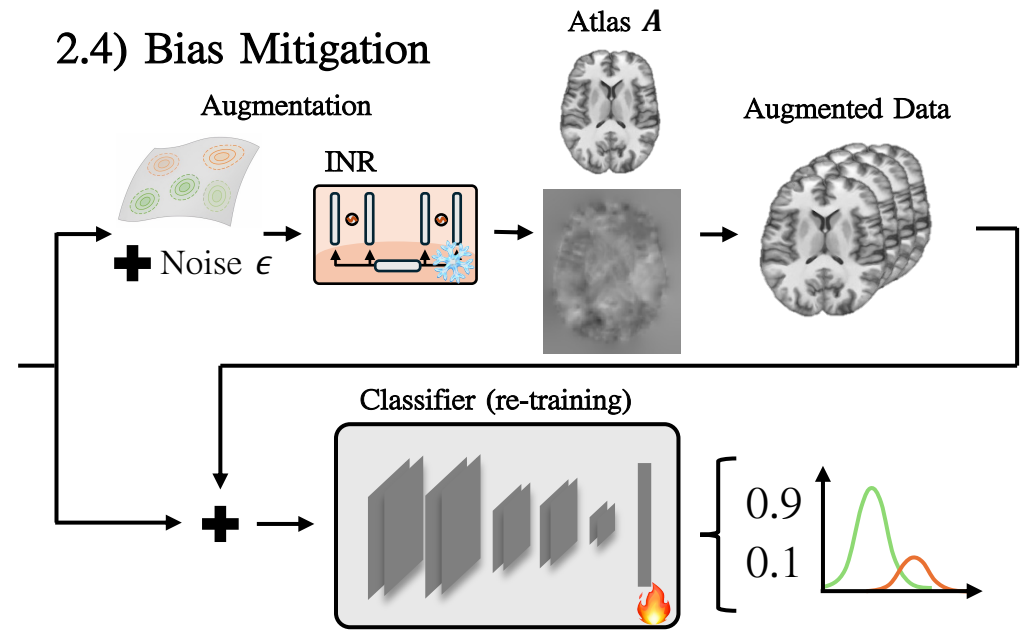 2.4) Bias Mitigation
Atlas A
Augmentation
Augmented Data
INR
Noise ϵ
Classifier (re-training)
0.9
0.1